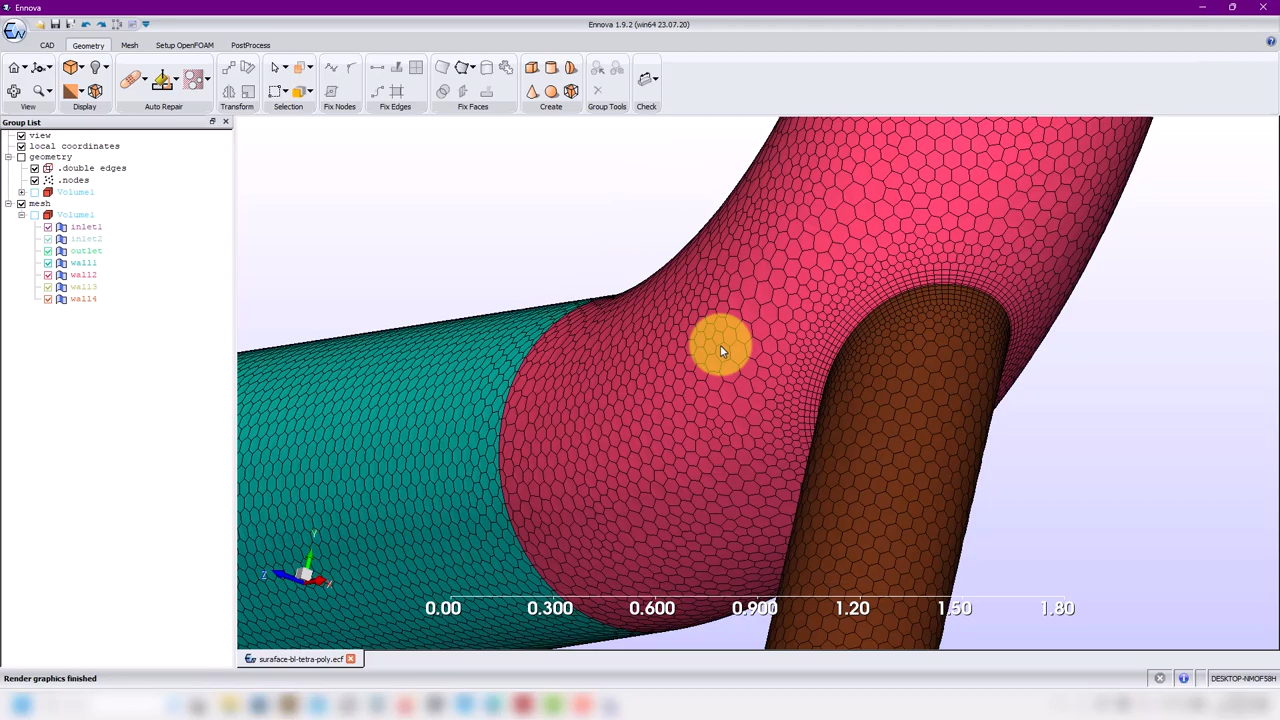 Ennova
Ennova 1.9.2 (win64 23.07.20)
CAD Geometry Mesh Setup OpenFOAM PostProcess
View Display Auto Repair Transform Selection Fix Nodes Fix Edges Fix Faces Create Group Tools Check
Group List
view
local coordinates
geometry
.double edges
.nodes
Volume1
mesh
Volume1
inlet1
inlet2
outlet
wall1
wall2
wall3
wall4
Y
Z
X
0.00 0.300 0.600 0.900 1.20 1.50 1.80
suraface-bl-tetra-poly.ecf
Render graphics finished
DESKTOP-NMOF58H